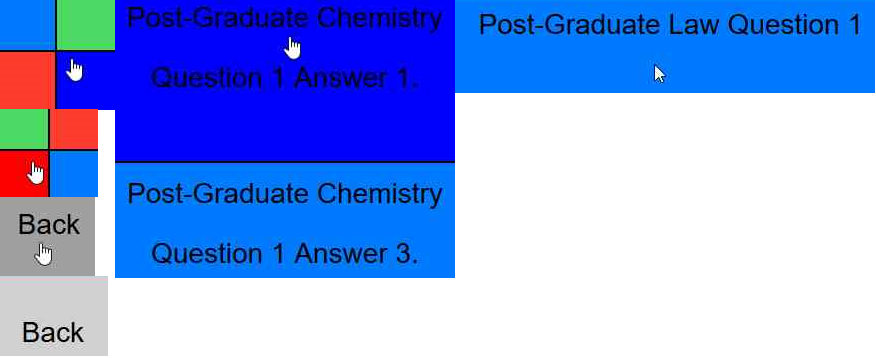 Post-Graduate Chemistry
Question 1 Answer 1.
Post-Graduate Law Question 1
Post-Graduate Chemistry
Question 1 Answer 3.
Back
Back